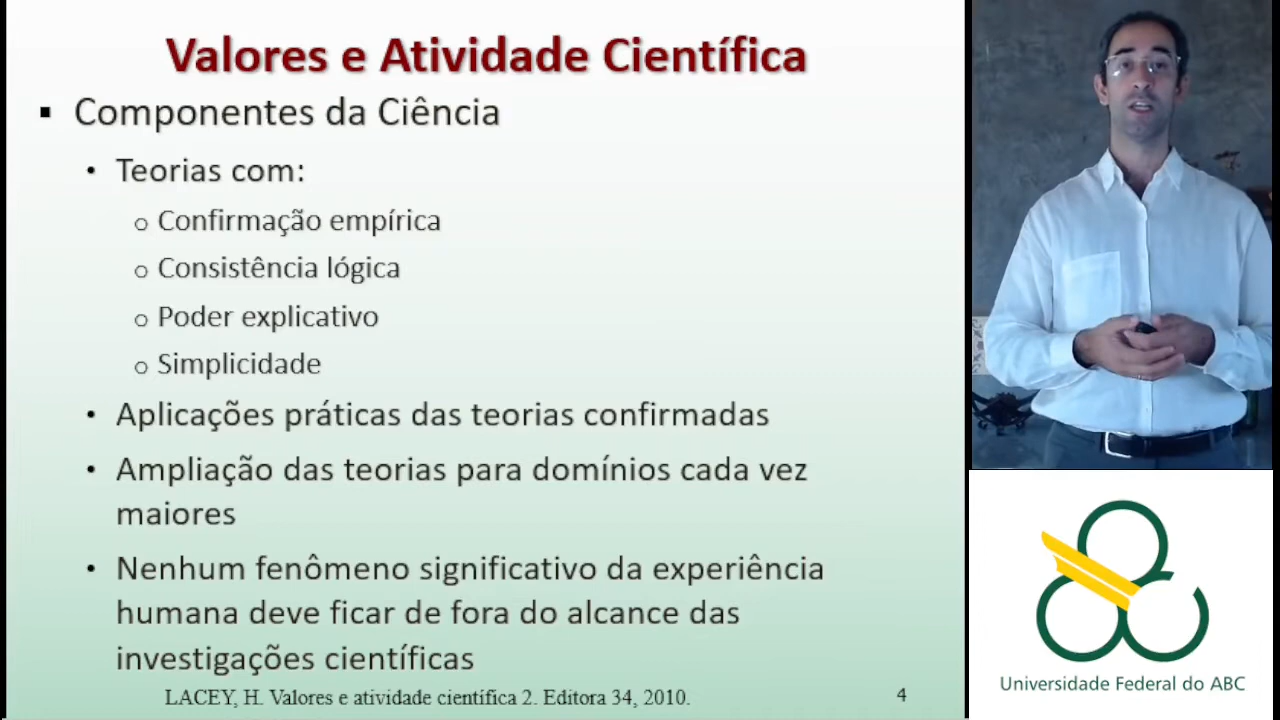 Valores e Atividade Científica
▪ Componentes da Ciência
• Teorias com:
o Confirmação empírica
o Consistência lógica
o Poder explicativo
o Simplicidade
• Aplicações práticas das teorias confirmadas
• Ampliação das teorias para domínios cada vez
maiores
• Nenhum fenômeno significativo da experiência
humana deve ficar de fora do alcance das
investigações científicas
LACEY, H. Valores e atividade científica 2. Editora 34, 2010.
4
Universidade Federal do ABC